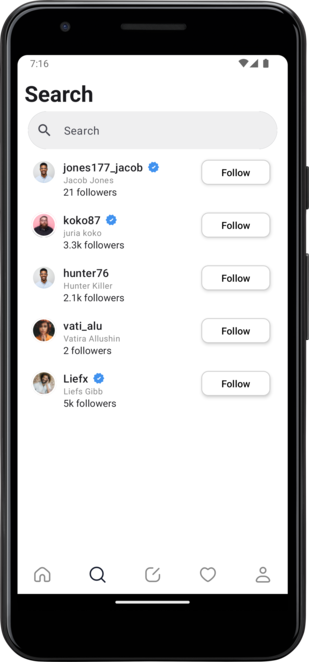 7:16
Search
Search
jones177_jacob
Jacob Jones
21 followers
Follow
koko87
juria koko
3.3k followers
Follow
hunter76
Hunter Killer
2.1k followers
Follow
vati_alu
Vatira Allushin
2 followers
Follow
Liefx
Liefs Gibb
5k followers
Follow